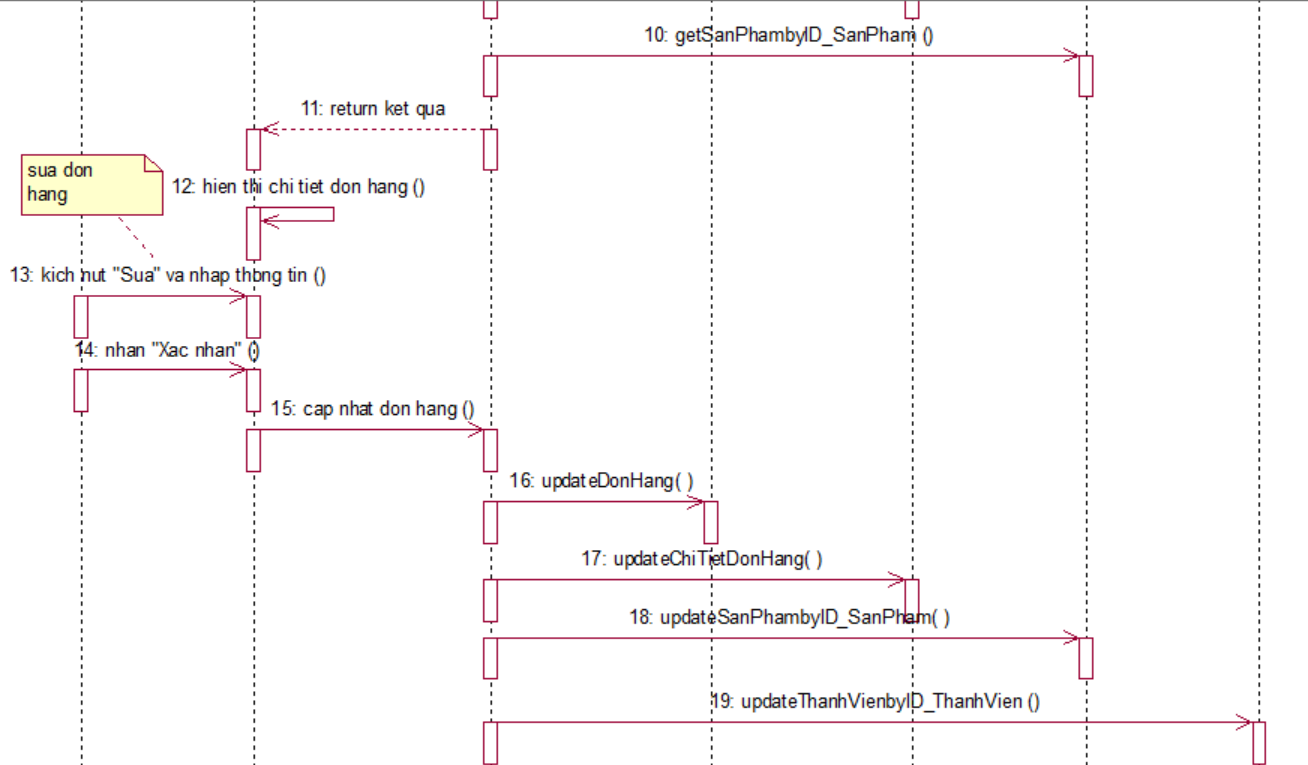 10: getSanPhambyID_SanPham ()
11: return ket qua
sua don
hang
12: hien thi chi tiet don hang ()
13: kich nut "Sua" va nhap thong tin ()
14: nhan "Xac nhan" ()
15: cap nhat don hang ()
16: updateDonHang( )
17: updateChiTietDonHang( )
18: updateSanPhambyID_SanPham( )
19: updateThanhVienbyID_ThanhVien ()